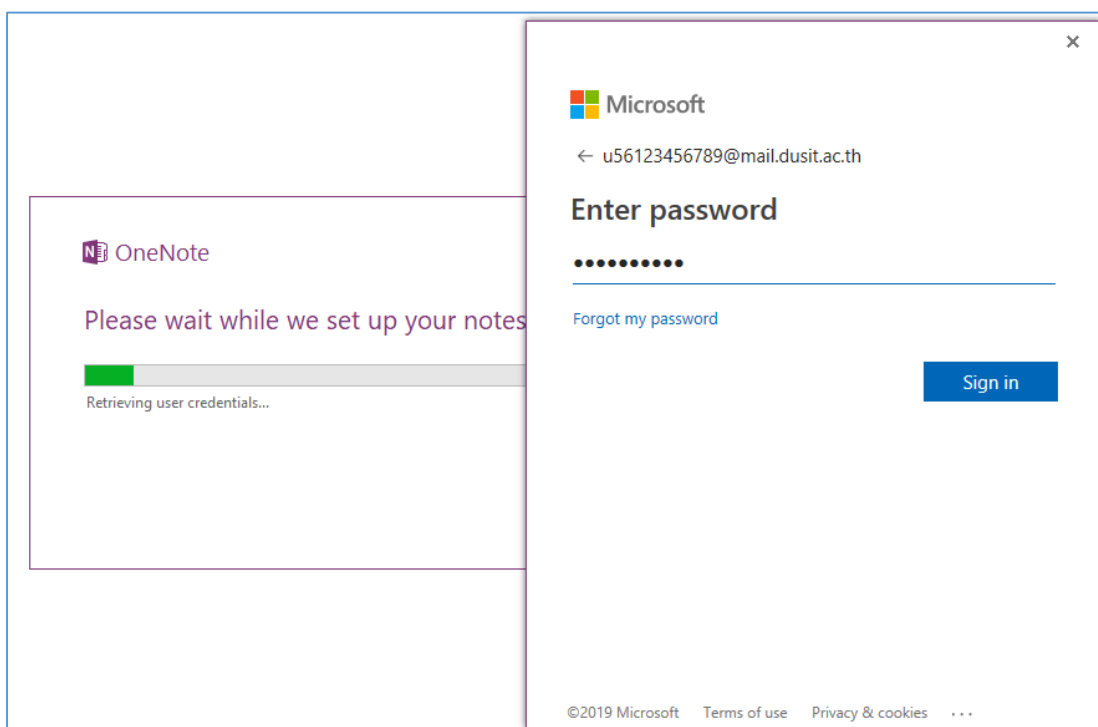 OneNote
Please wait while we set up your notes
Retrieving user credentials...
Microsoft
← u56123456789@mail.dusit.ac.th
Enter password
••••••••••
Forgot my password
Sign in
©2019 Microsoft Terms of use Privacy & cookies ...